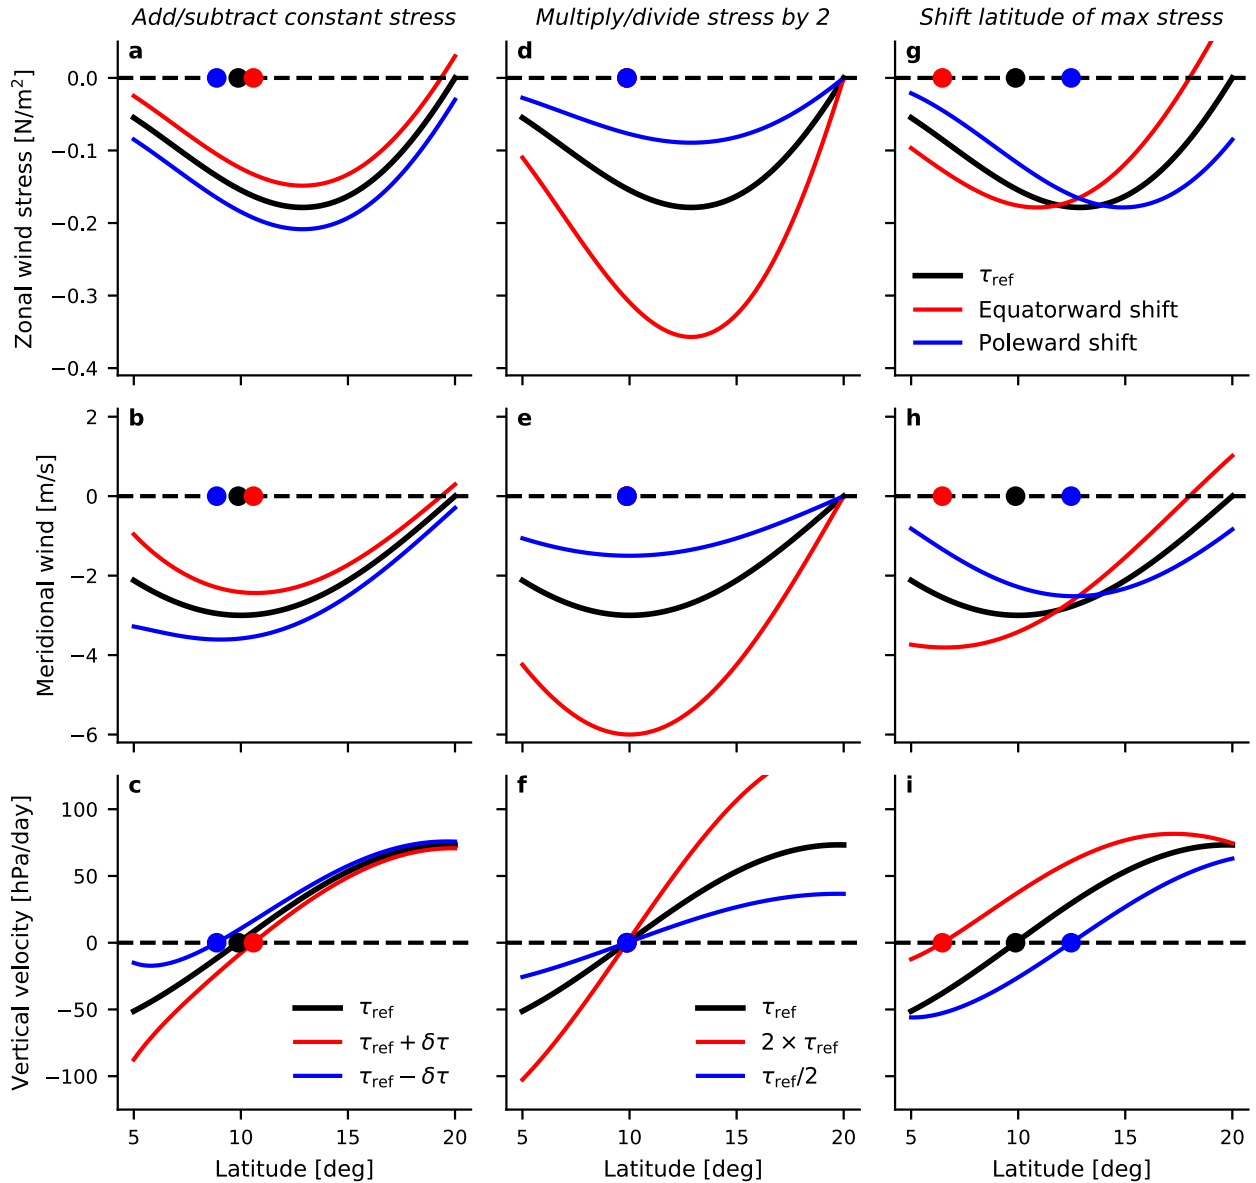 Add/subtract constant stress
Multiply/divide stress by 2
Shift latitude of max stress
Zonal wind stress [N/m²]
a
0.0
−0.1
−0.2
−0.3
−0.4
d
g
τref
Equatorward shift
Poleward shift
Meridional wind [m/s]
b
2
0
−2
−4
−6
e
h
Vertical velocity [hPa/day]
c
100
50
0
−50
−100
τref
τref + δτ
τref − δτ
5
10
15
20
Latitude [deg]
f
τref
2 × τref
τref/2
5
10
15
20
Latitude [deg]
i
5
10
15
20
Latitude [deg]